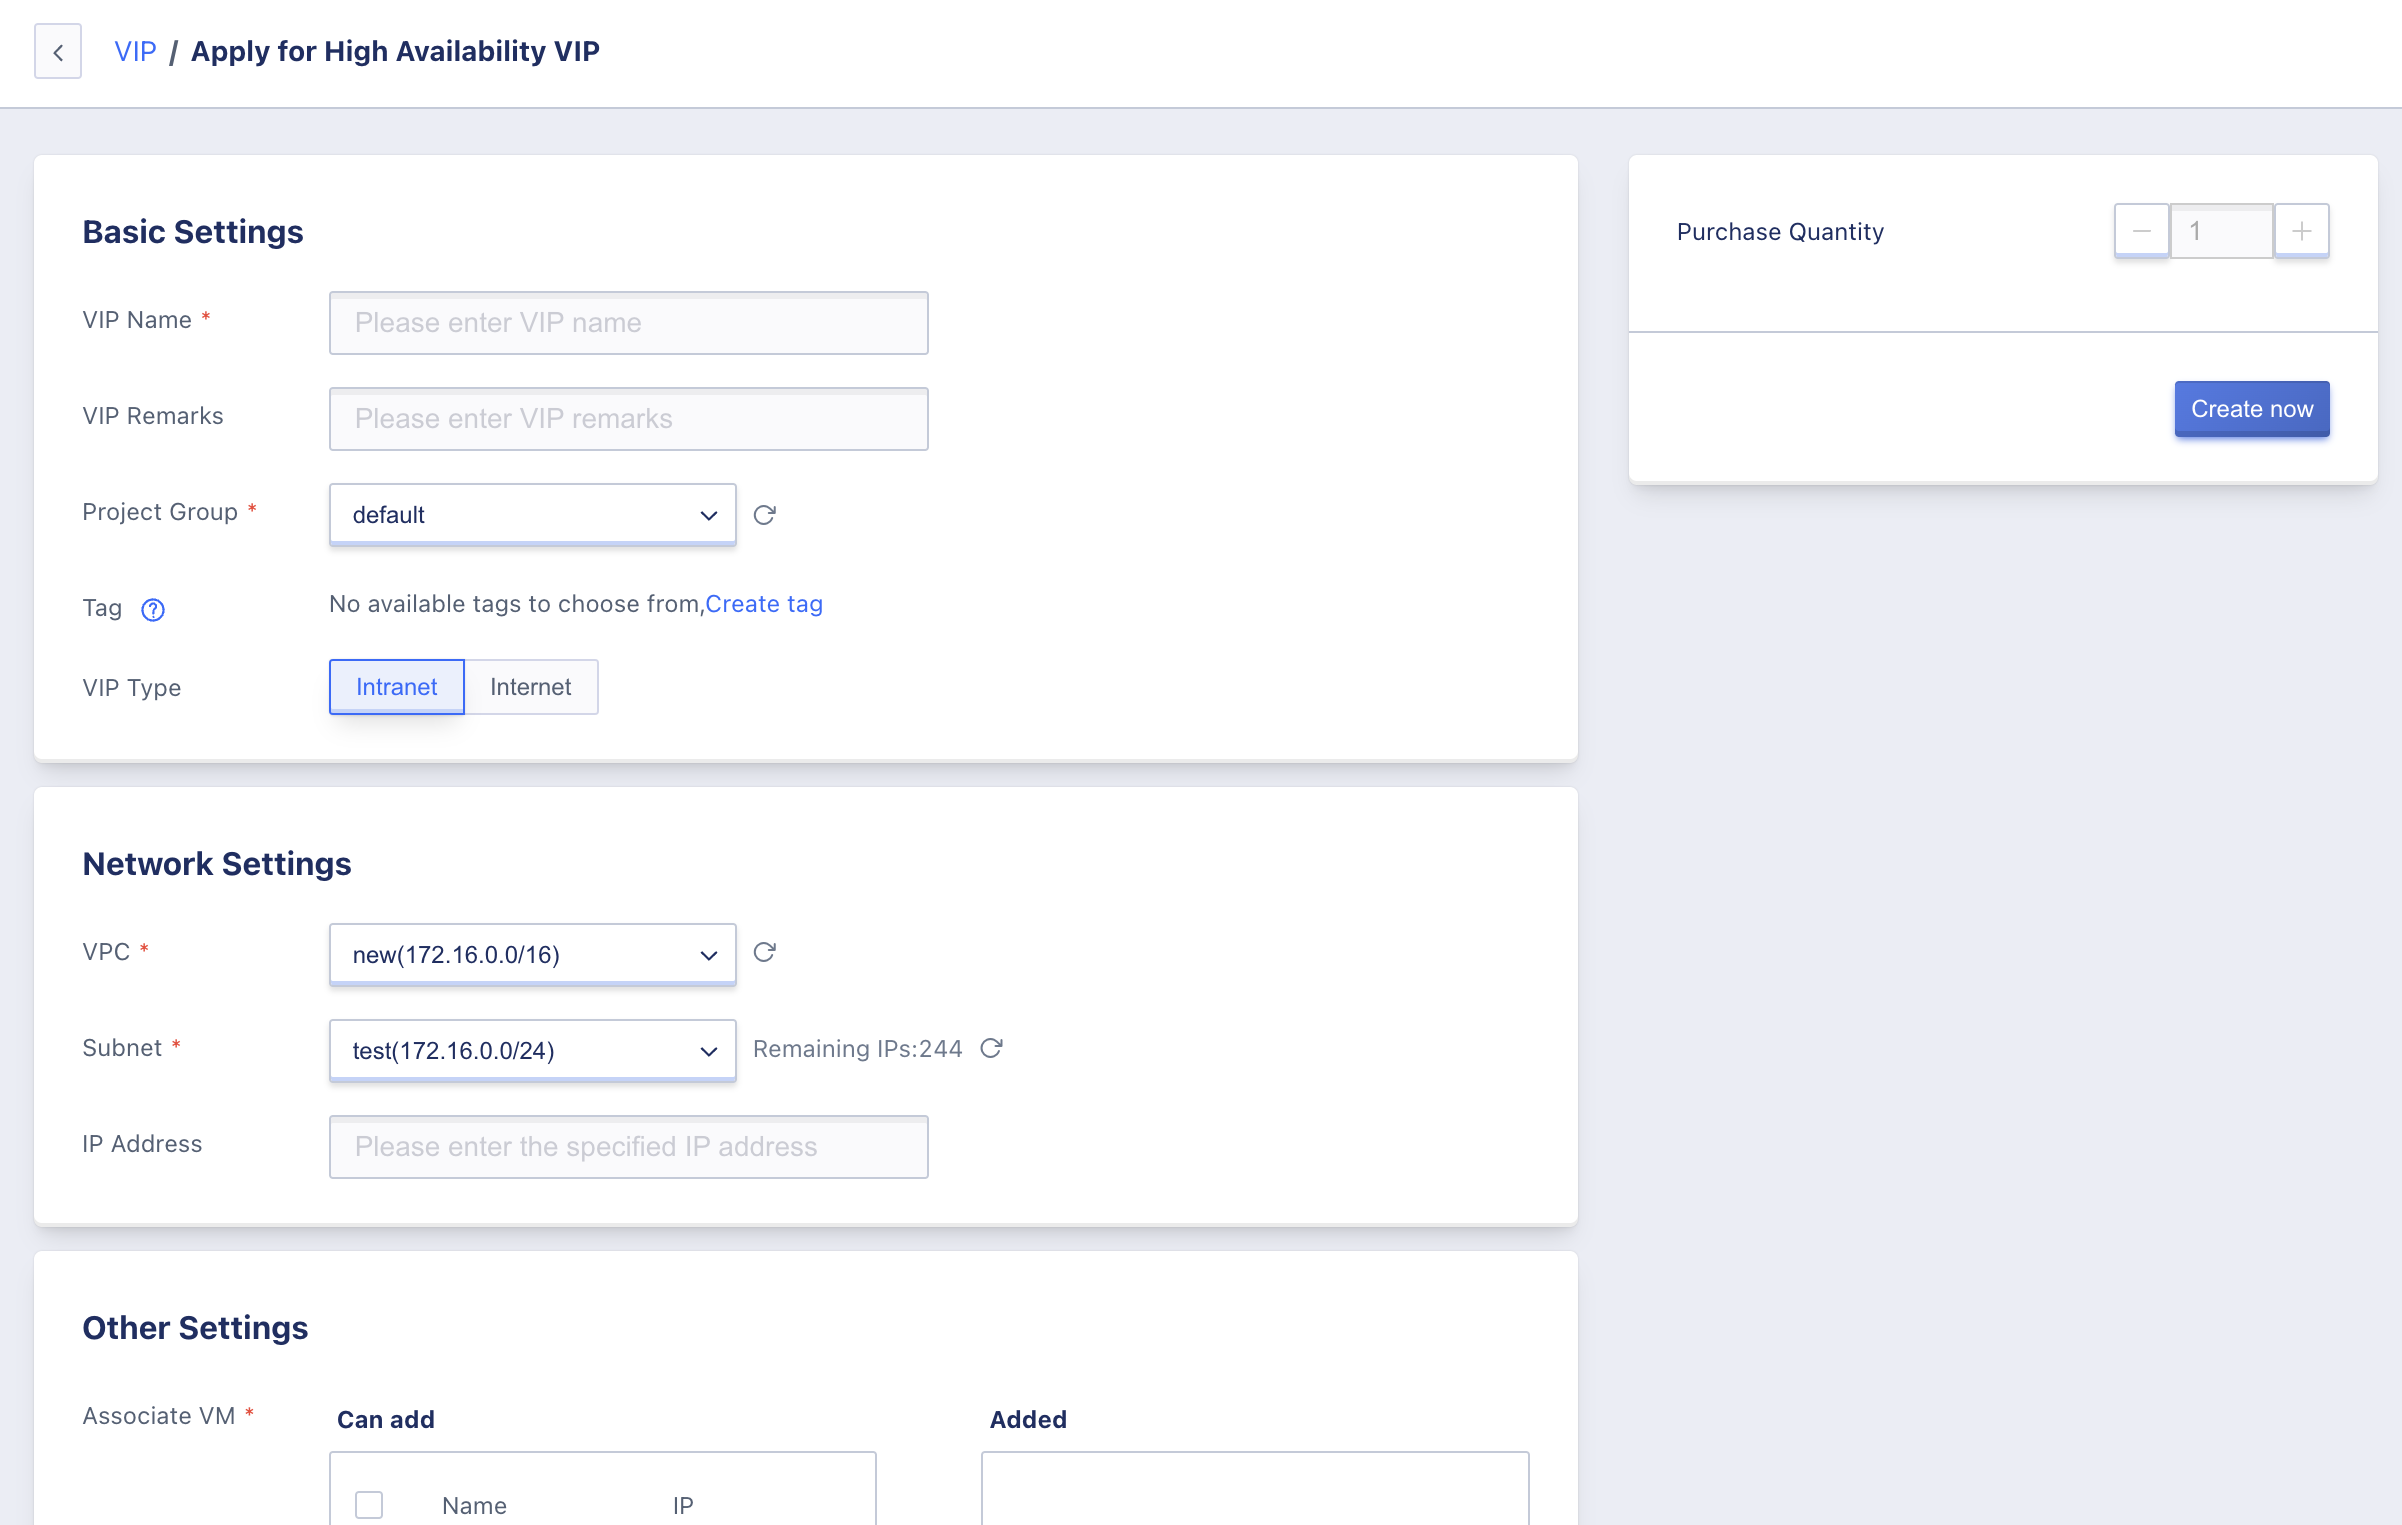 VIP / Apply for High Availability VIP
Basic Settings
VIP Name *
Please enter VIP name
VIP Remarks
Please enter VIP remarks
Project Group *
default
Tag ?
No available tags to choose from,Create tag
VIP Type
Intranet
Internet
Network Settings
VPC *
new(172.16.0.0/16)
Subnet *
test(172.16.0.0/24)
Remaining IPs:244
IP Address
Please enter the specified IP address
Other Settings
Associate VM *
Can add
Name
IP
Added
Purchase Quantity
1
Create now